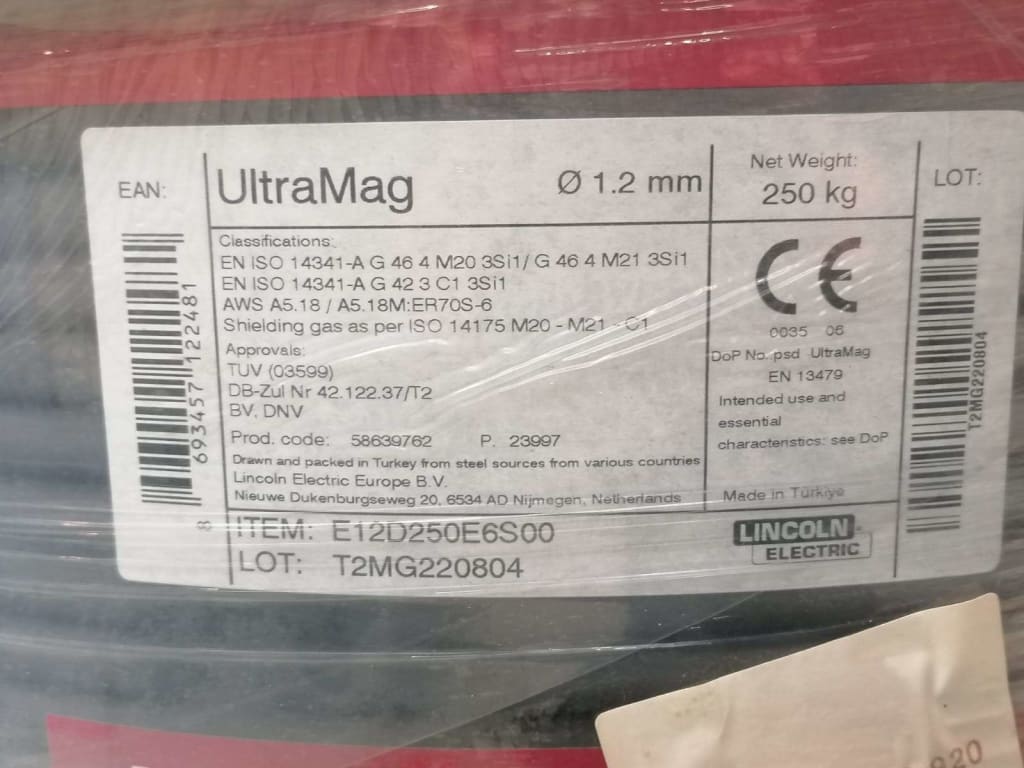 EAN:
8 693457 122481
UltraMag
Ø 1.2 mm
Net Weight:
250 kg
LOT:
T2MG220804
Classifications:
EN ISO 14341-A G 46 4 M20 3Si1/ G 46 4 M21 3Si1
EN ISO 14341-A G 42 3 C1 3Si1
AWS A5.18 / A5.18M:ER70S-6
Shielding gas as per ISO 14175 M20 - M21 - C1
Approvals:
TUV (03599)
DB-Zul Nr 42.122.37/T2
BV, DNV
Prod. code: 58639762 P. 23997
Drawn and packed in Turkey from steel sources from various countries
Lincoln Electric Europe B.V.
Nieuwe Dukenburgseweg 20, 6534 AD Nijmegen, Netherlands
CE
0035 06
DoP No. psd UltraMag
EN 13479
Intended use and
essential
characteristics: see DoP
Made in Türkiye
ITEM: E12D250E6S00
LOT: T2MG220804
LINCOLN
ELECTRIC